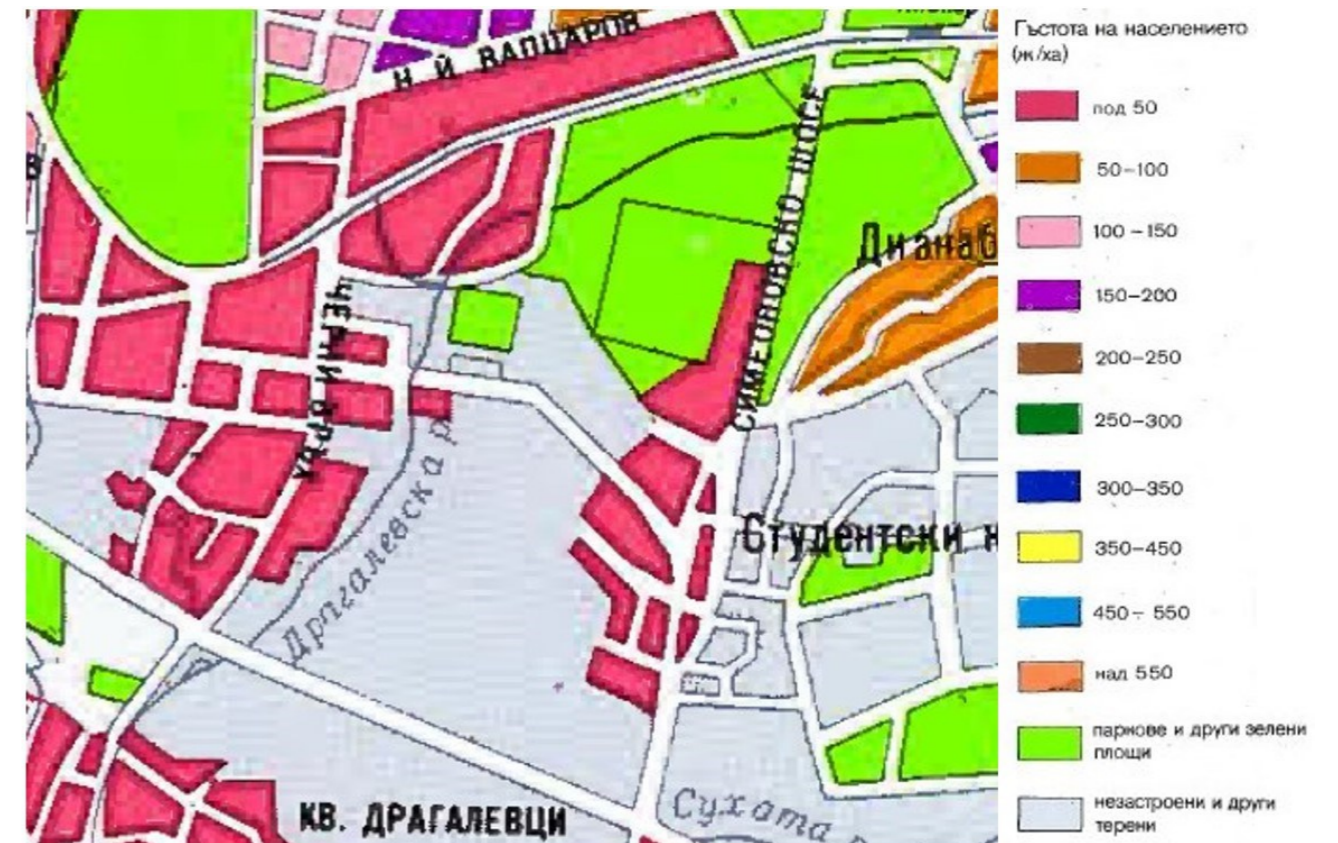 Н. Й ВАПЦАРОВ
СИМЕОНОВСКО ШОСЕ
В
Дианаб
ЧЕРНИ ВРЪХ
Драгалевска р
Студентски
КВ. ДРАГАЛЕВЦИ
Сухата
Гъстота на населението
(ж/ха)
под 50
50-100
100-150
150-200
200-250
250-300
300-350
350-450
450-550
над 550
паркове и други зелени
площи
незастроени и други
терени